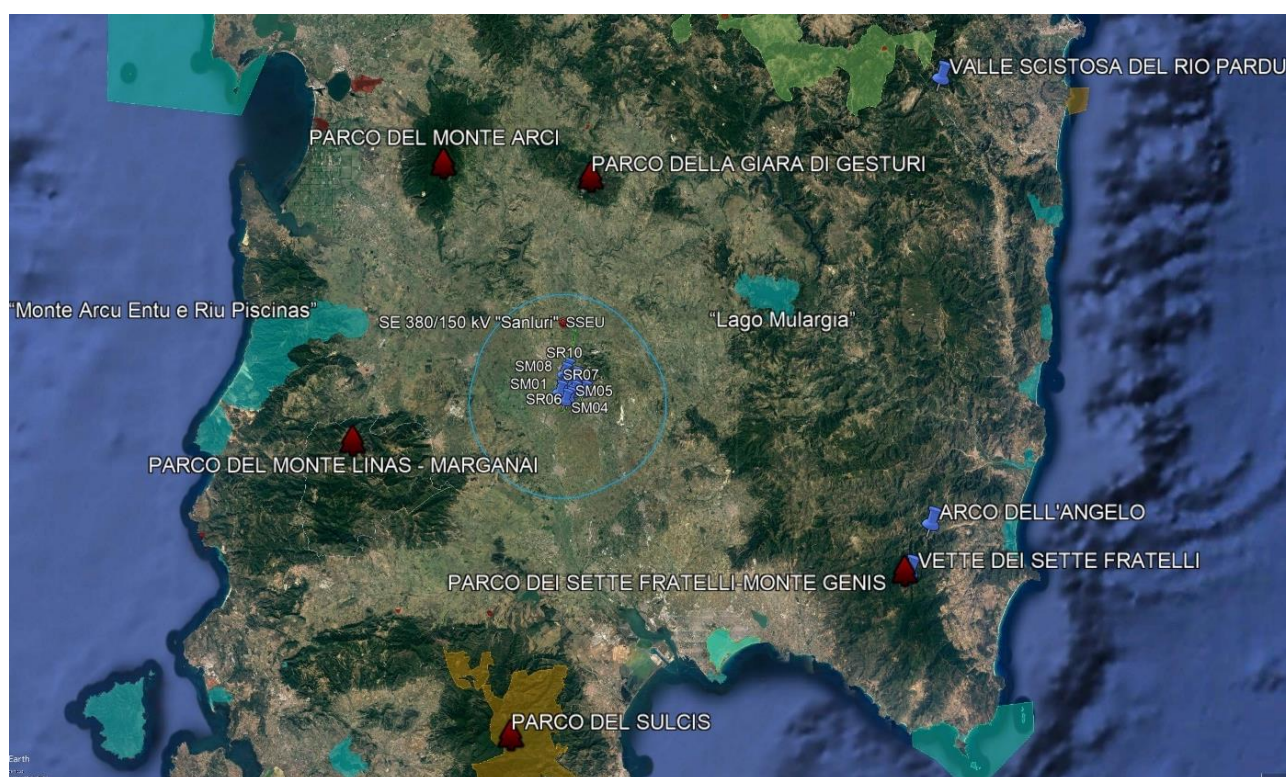 VALLE SCISTOSA DEL RIO PARDU
PARCO DEL MONTE ARCI
PARCO DELLA GIARA DI GESTURI
“Monte Arcu Entu e Riu Piscinas”
SE 380/150 kV "Sanluri"
SSEU
“Lago Mulargia”
SR10
SM08
SR07
SM01
SM05
SR06
SM04
PARCO DEL MONTE LINAS - MARGANAI
ARCO DELL'ANGELO
VETTE DEI SETTE FRATELLI
PARCO DEI SETTE FRATELLI-MONTE GENIS
PARCO DEL SULCIS
Earth